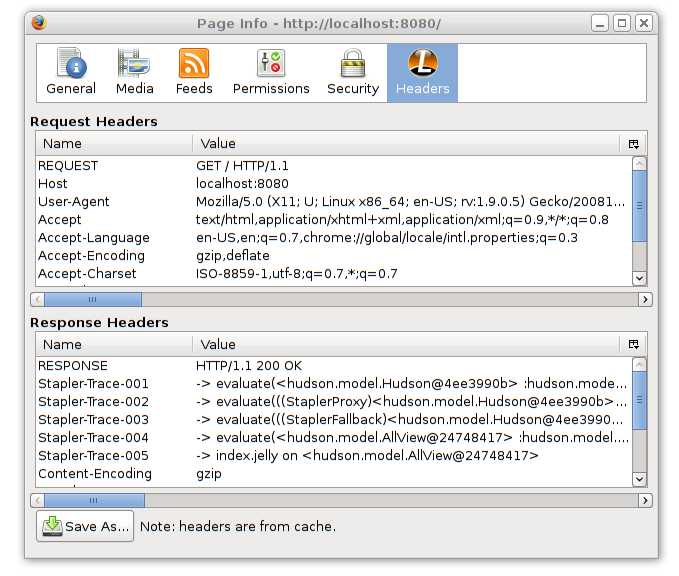 Page Info - http://localhost:8080/
General Media Feeds Permissions Security Headers
Request Headers
Name Value
REQUEST GET / HTTP/1.1
Host localhost:8080
User-Agent Mozilla/5.0 (X11; U; Linux x86_64; en-US; rv:1.9.0.5) Gecko/20081...
Accept text/html,application/xhtml+xml,application/xml;q=0.9,*/*;q=0.8
Accept-Language en-US,en;q=0.7,chrome://global/locale/intl.properties;q=0.3
Accept-Encoding gzip,deflate
Accept-Charset ISO-8859-1,utf-8;q=0.7,*;q=0.7
Response Headers
Name Value
RESPONSE HTTP/1.1 200 OK
Stapler-Trace-001 -> evaluate(<hudson.model.Hudson@4ee3990b> :hudson.mode...
Stapler-Trace-002 -> evaluate(((StaplerProxy)<hudson.model.Hudson@4ee3990b>...
Stapler-Trace-003 -> evaluate(((StaplerFallback)<hudson.model.Hudson@4ee3990...
Stapler-Trace-004 -> evaluate(<hudson.model.AllView@24748417> :hudson.model....
Stapler-Trace-005 -> index.jelly on <hudson.model.AllView@24748417>
Content-Encoding gzip
Save As... Note: headers are from cache.